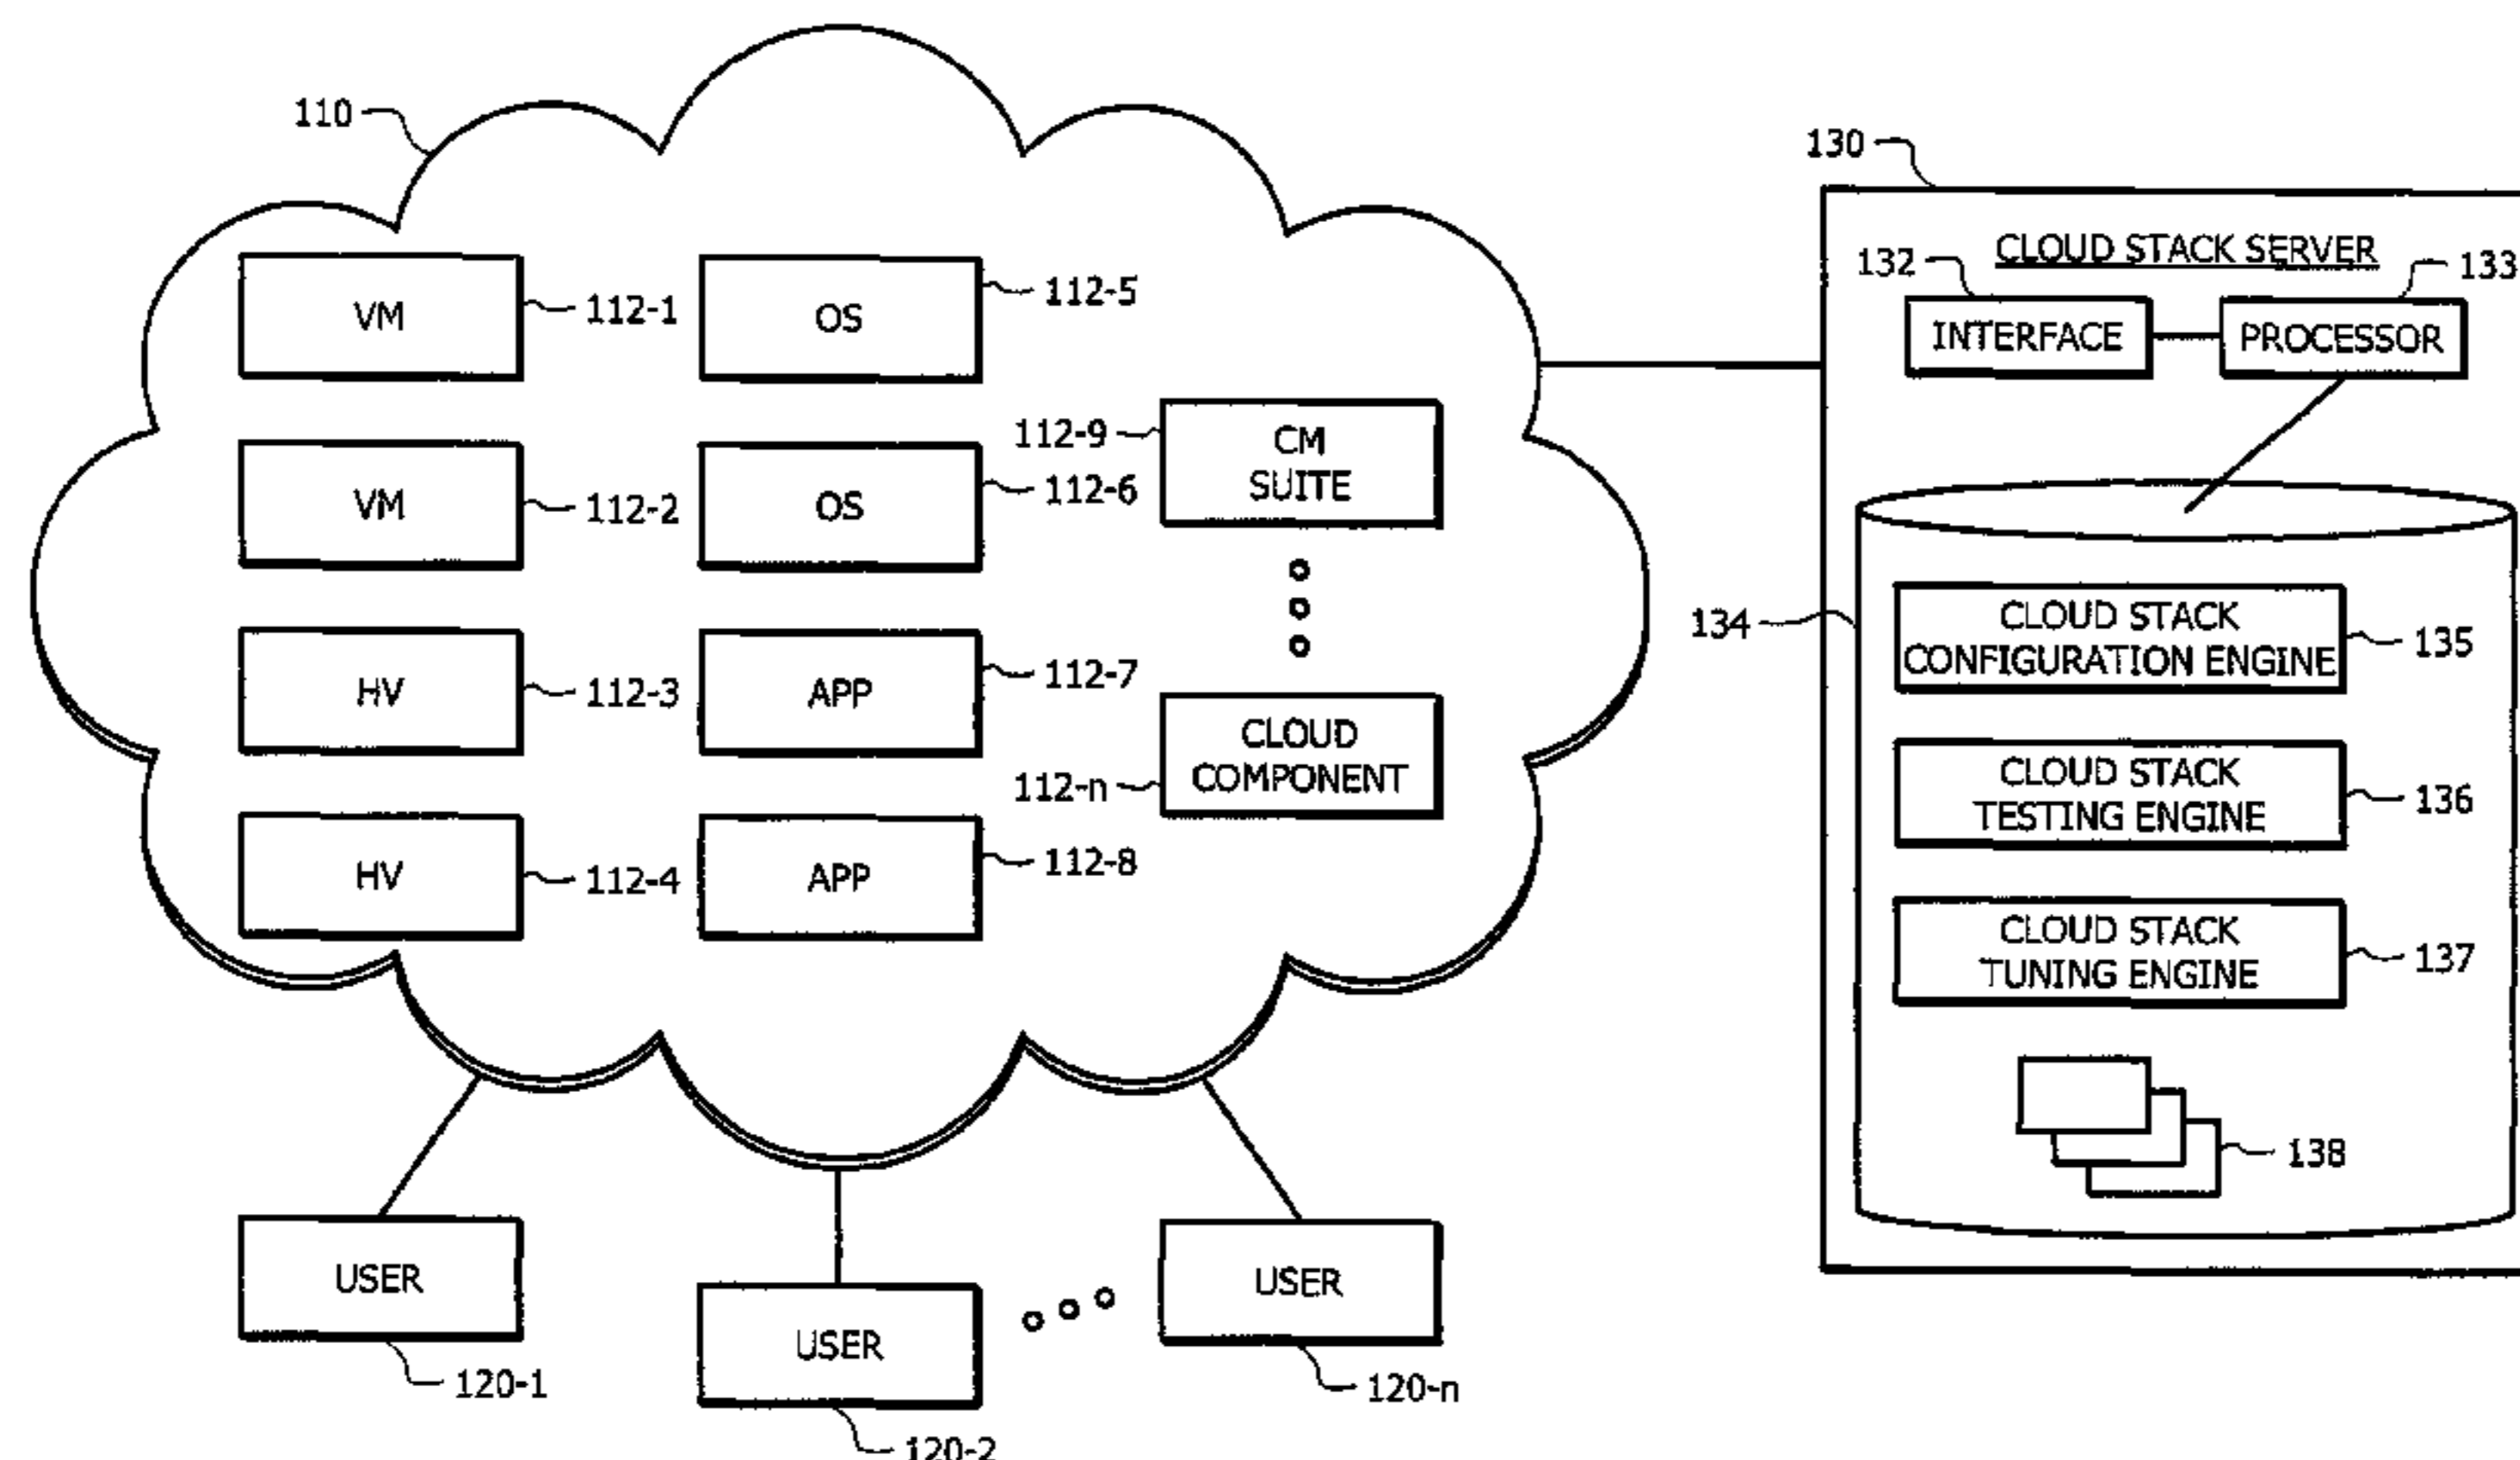 110
VM
112-1
OS
112-5
VM
112-2
OS
112-6
112-9
CM
SUITE
HV
112-3
APP
112-7
CLOUD
COMPONENT
112-n
HV
112-4
APP
112-8
USER
120-1
USER
120-2
USER
120-n
130
CLOUD STACK SERVER
132
133
INTERFACE
PROCESSOR
134
CLOUD STACK
CONFIGURATION ENGINE
135
CLOUD STACK
TESTING ENGINE
136
CLOUD STACK
TUNING ENGINE
137
138